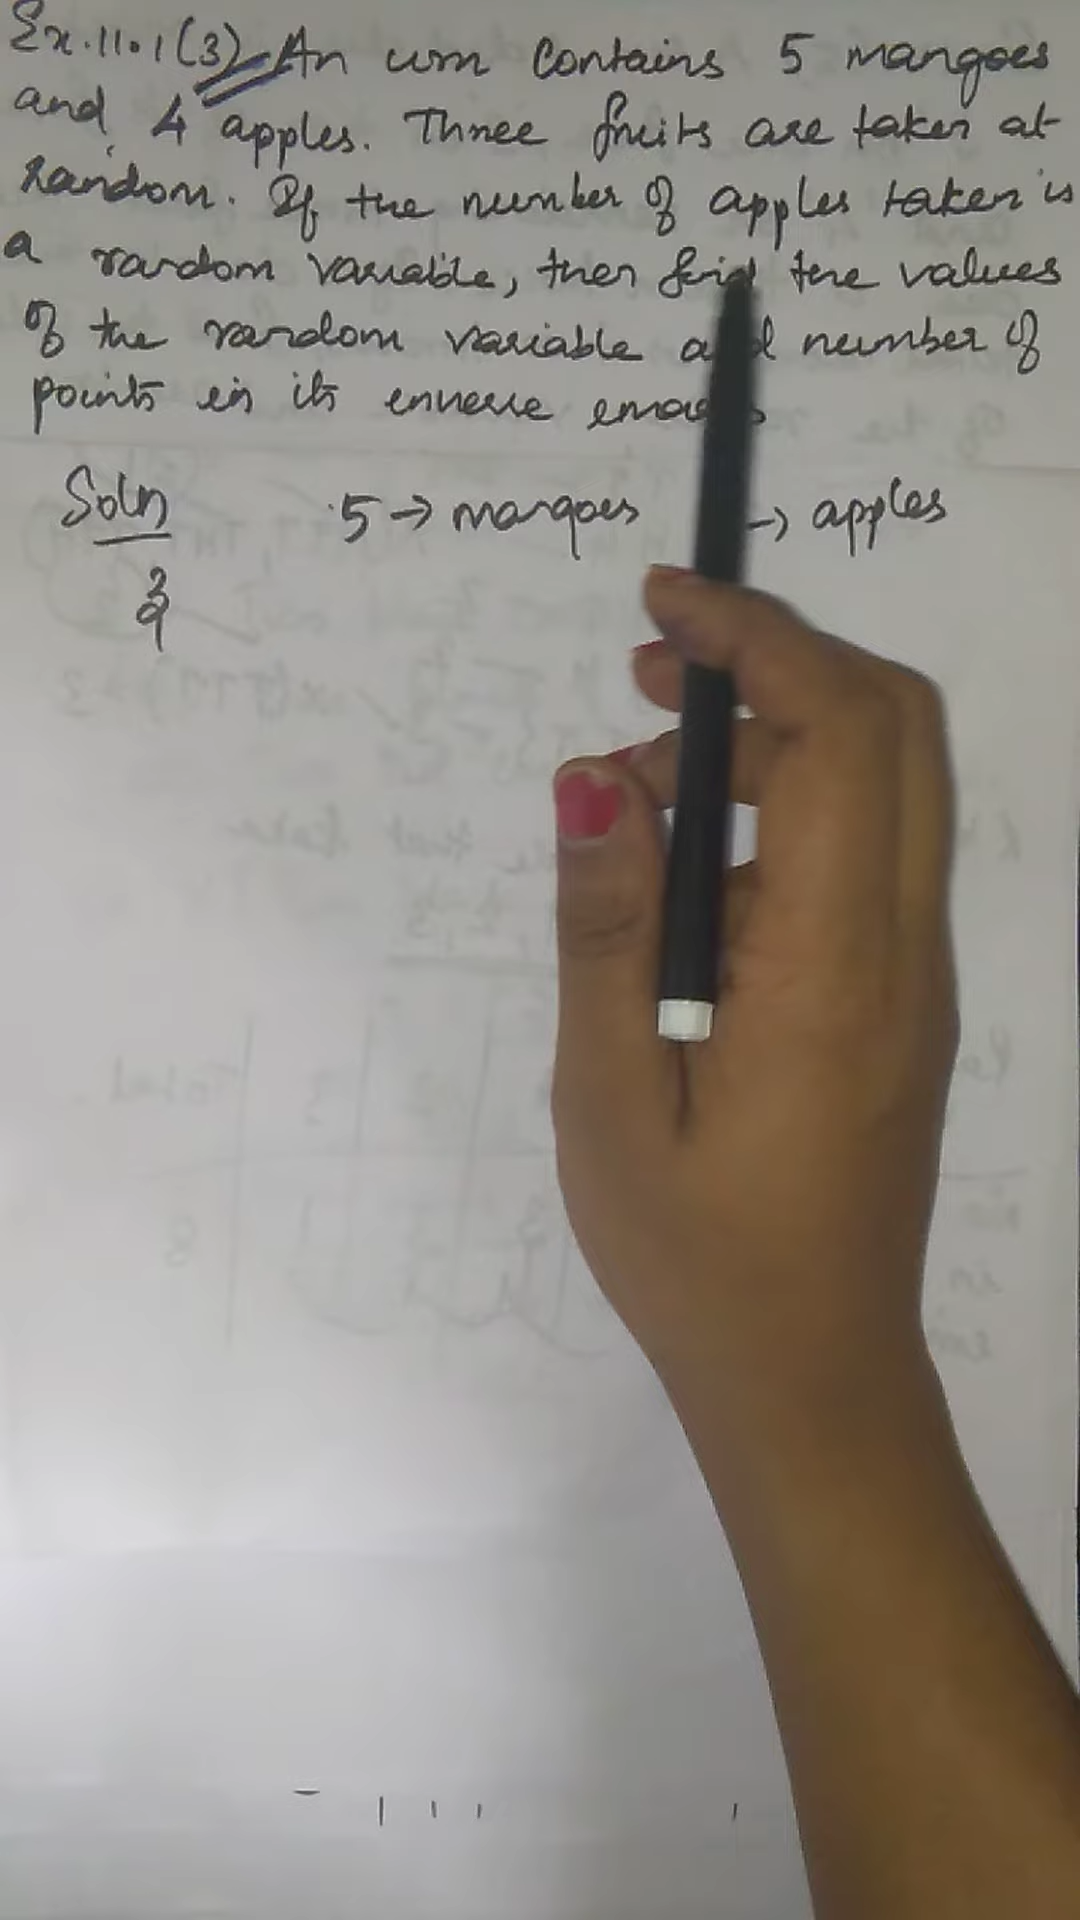 Ex.11.1(3) An urn contains 5 mangoes
and 4 apples. Three fruits are taken at
random. If the number of apples taken is
a random variable, then find the values
of the random variable and number of
points in its inverse
Soln 5 → mangoes → apples
3